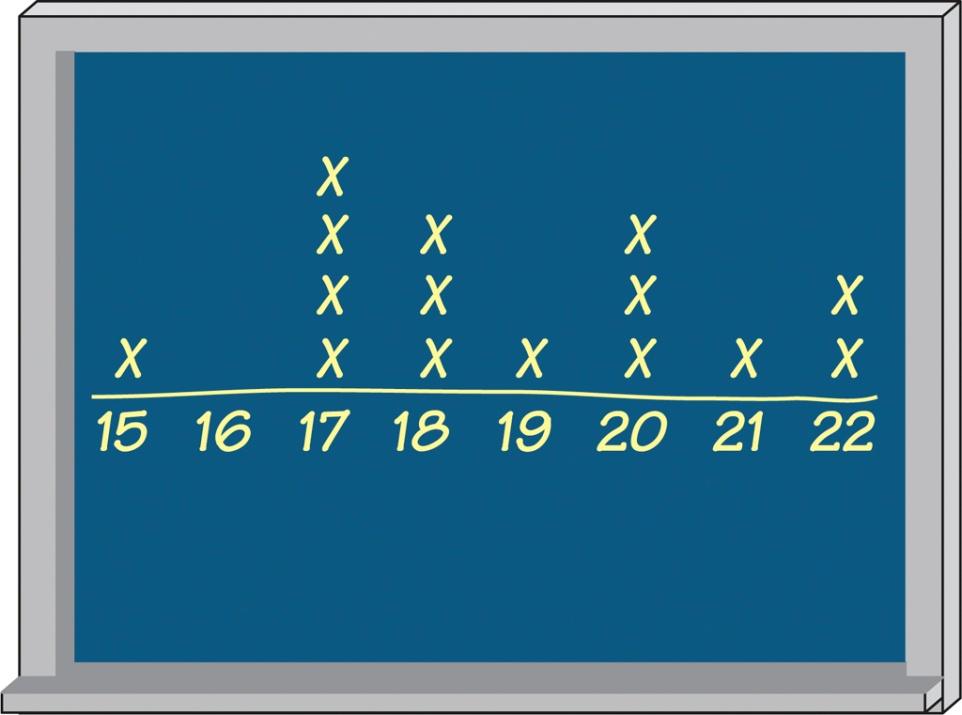 X
X X X
X X X X
X X X X X X X
15 16 17 18 19 20 21 22